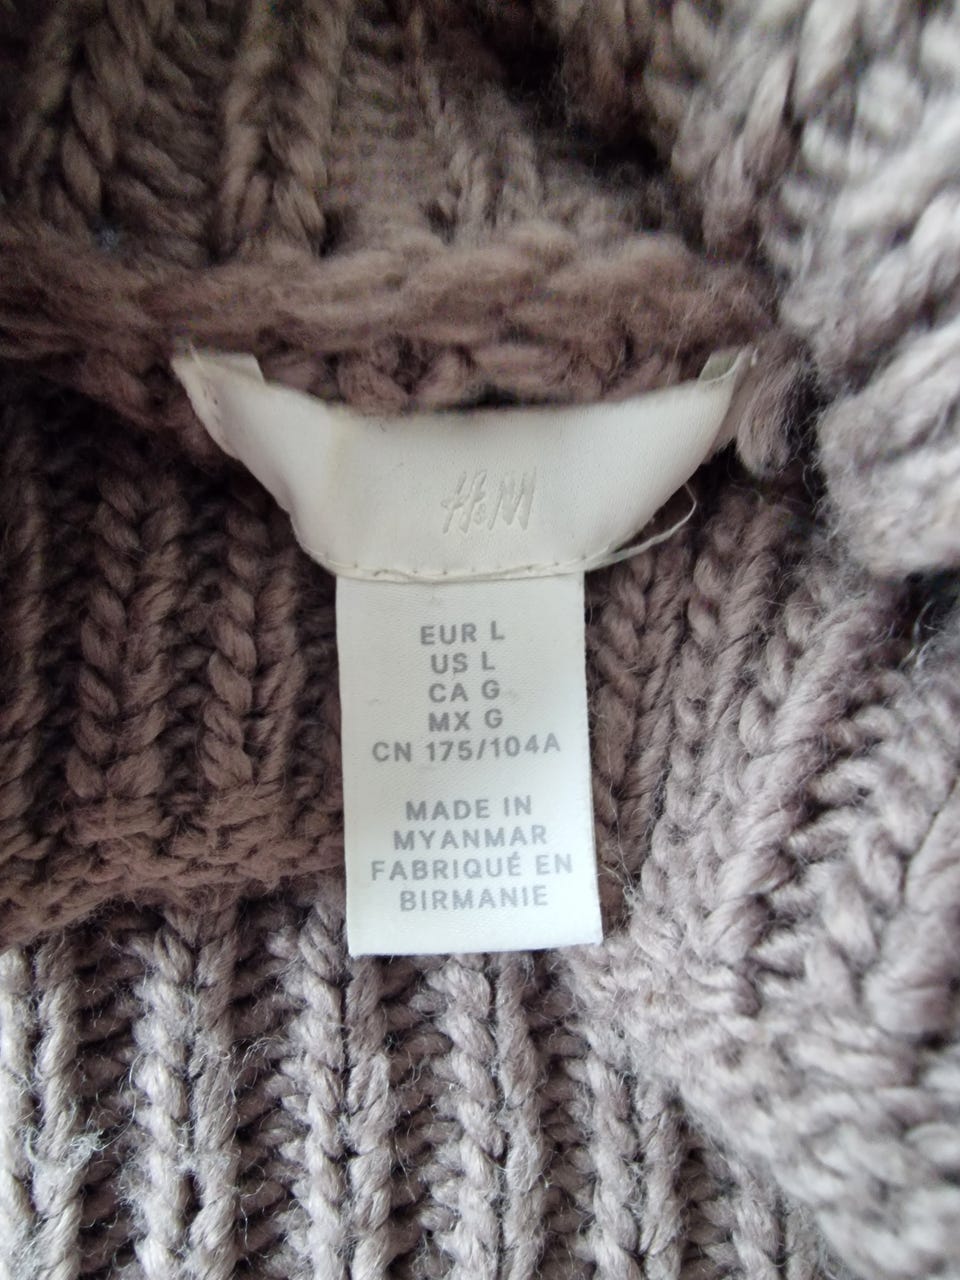 H&M
EUR L
US L
CA G
MX G
CN 175/104A
MADE IN
MYANMAR
FABRIQUÉ EN
BIRMANIE